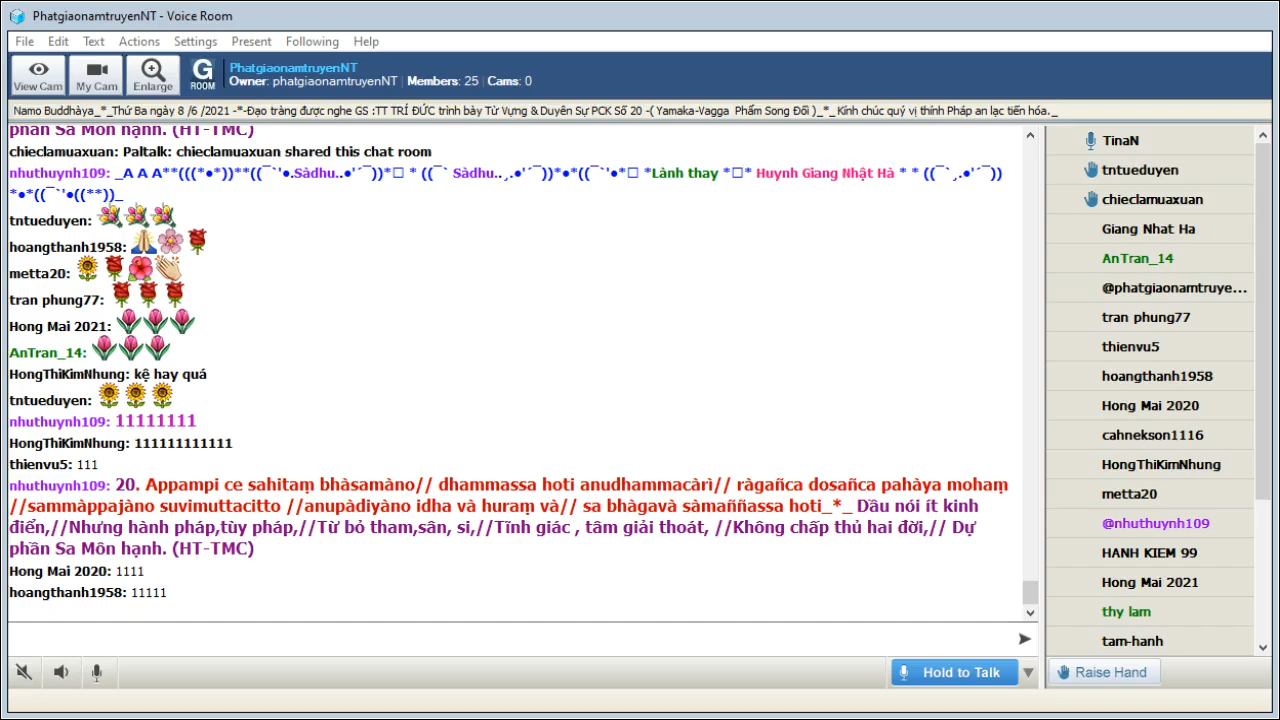 PhatgiaonamtruyenNT - Voice Room
File Edit Text Actions Settings Present Following Help
View Cam My Cam Enlarge G ROOM
PhatgiaonamtruyenNT
Owner: phatgiaonamtruyenNT Members: 25 Cams: 0
Namo Buddhàya_*_Thứ Ba ngày 8 /6 /2021 -*-Đạo tràng được nghe GS :TT TRÍ ĐỨC trình bày Từ Vựng & Duyên Sự PCK Số 20 -( Yamaka-Vagga Phẩm Song Đối )_*_ Kính chúc quý vị thính Pháp an lạc tiến hóa._
phần Sa Môn hạnh. (HT-TMC)
chieclamuaxuan: Paltalk: chieclamuaxuan shared this chat room
nhuthuynh109: _A A A**(((*•*))**((¯`'•.Sàdhu..•'´¯))*□ * ((¯` Sàdhu..¸.•'´¯))*•*((¯`'•*□ *Lành thay *□* Huynh Giang Nhật Hà * * ((¯`¸.•'´¯))
*•*((¯`'•((**))_
tntueduyen:
hoangthanh1958:
metta20:
tran phung77:
Hong Mai 2021:
AnTran_14:
HongThiKimNhung: kệ hay quá
tntueduyen:
nhuthuynh109: 11111111
HongThiKimNhung: 111111111111
thienvu5: 111
nhuthuynh109: 20. Appampi ce sahitaṃ bhàsamàno// dhammassa hoti anudhammacàrì// ràgañca dosañca pahàya mohaṃ
//sammàppajàno suvimuttacitto //anupàdiyàno idha và huraṃ và// sa bhàgavà sàmaññassa hoti_*_ Dầu nói ít kinh
điển,//Nhưng hành pháp,tùy pháp,//Từ bỏ tham,sân, si,//Tĩnh giác , tâm giải thoát, //Không chấp thủ hai đời,// Dự
phần Sa Môn hạnh. (HT-TMC)
Hong Mai 2020: 1111
hoangthanh1958: 11111
Hold to Talk
TinaN
tntueduyen
chieclamuaxuan
Giang Nhat Ha
AnTran_14
@phatgiaonamtruye...
tran phung77
thienvu5
hoangthanh1958
Hong Mai 2020
cahnekson1116
HongThiKimNhung
metta20
@nhuthuynh109
HANH KIEM 99
Hong Mai 2021
thy lam
tam-hanh
Raise Hand